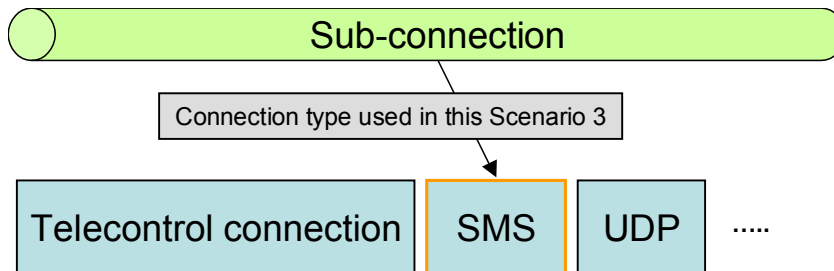 Sub-connection
Connection type used in this Scenario 3
Telecontrol connection SMS UDP .....